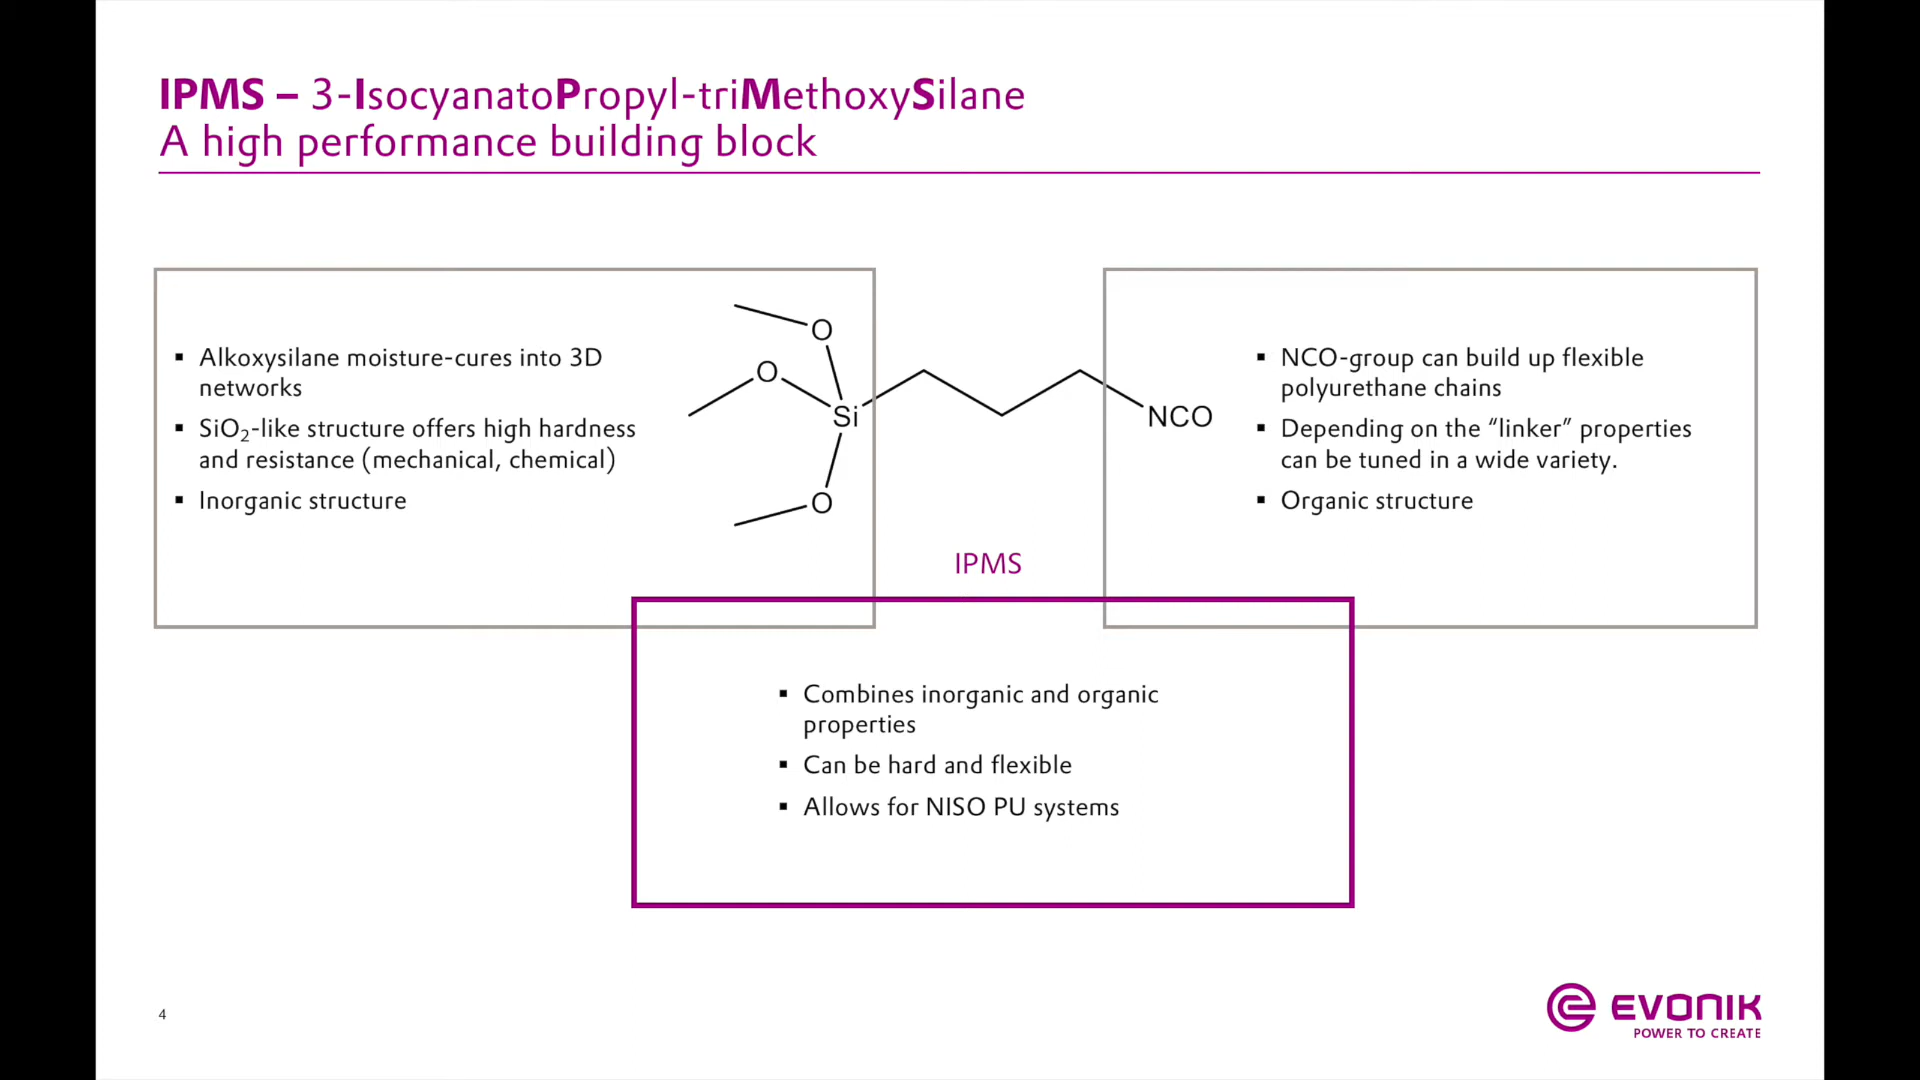 IPMS – 3-IsocyanatoPropyl-triMethoxySilane
A high performance building block
▪ Alkoxysilane moisture-cures into 3D
networks
▪ SiO₂-like structure offers high hardness
and resistance (mechanical, chemical)
▪ Inorganic structure
O
O
Si
O
NCO
IPMS
▪ NCO-group can build up flexible
polyurethane chains
▪ Depending on the “linker” properties
can be tuned in a wide variety.
▪ Organic structure
▪ Combines inorganic and organic
properties
▪ Can be hard and flexible
▪ Allows for NISO PU systems
4
EVONIK
POWER TO CREATE